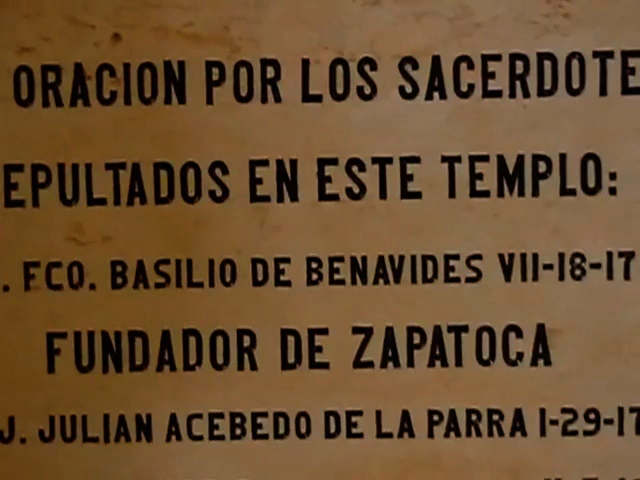 ORACION POR LOS SACERDOTE
EPULTADOS EN ESTE TEMPLO:
. FCO. BASILIO DE BENAVIDES VII-18-17
FUNDADOR DE ZAPATOCA
J. JULIAN ACEBEDO DE LA PARRA I-29-17